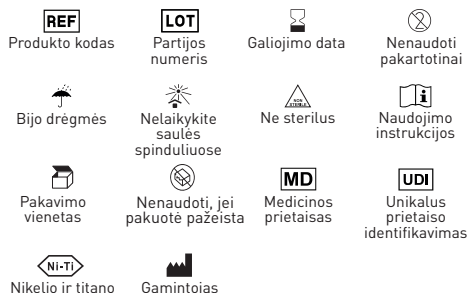 REF
LOT
2
Produkto kodas
Partijos
numeris
Galiojimo data
Nenaudoti
pakartotinai
NON
STERILE
i
Bijo drėgmės
Nelaikykite
saulės
spinduliuose
Ne sterilus
Naudojimo
instrukcijos
MD
UDI
Pakavimo
vienetas
Nenaudoti, jei
pakuotė pažeista
Medicinos
prietaisas
Unikalus
prietaiso
identifikavimas
Ni-Ti
Nikelio ir titano
Gamintojas